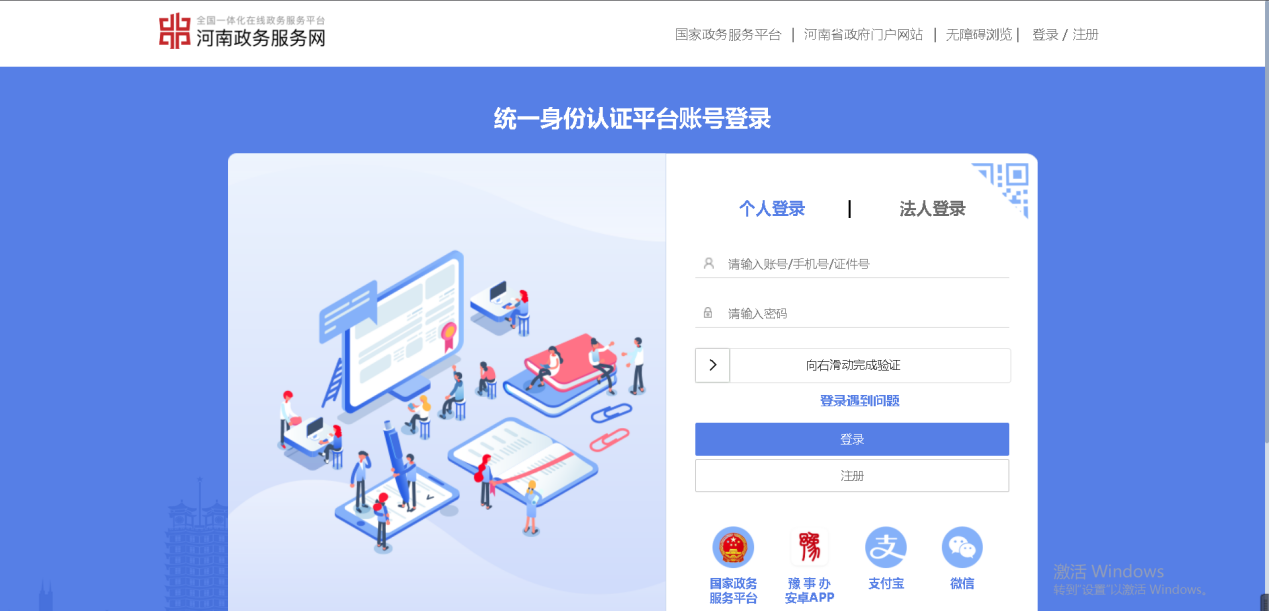 全国一体化在线政务服务平台
河南政务服务网
国家政务服务平台 | 河南省政府门户网站 | 无障碍浏览 | 登录 / 注册
统一身份认证平台账号登录
个人登录 | 法人登录
请输入账号/手机号/证件号
请输入密码
向右滑动完成验证
登录遇到问题
登录
注册
豫
支
国家政务
服务平台
豫 事 办
安卓APP
支付宝
微信
激活 Windows
转到"设置"以激活 Windows。